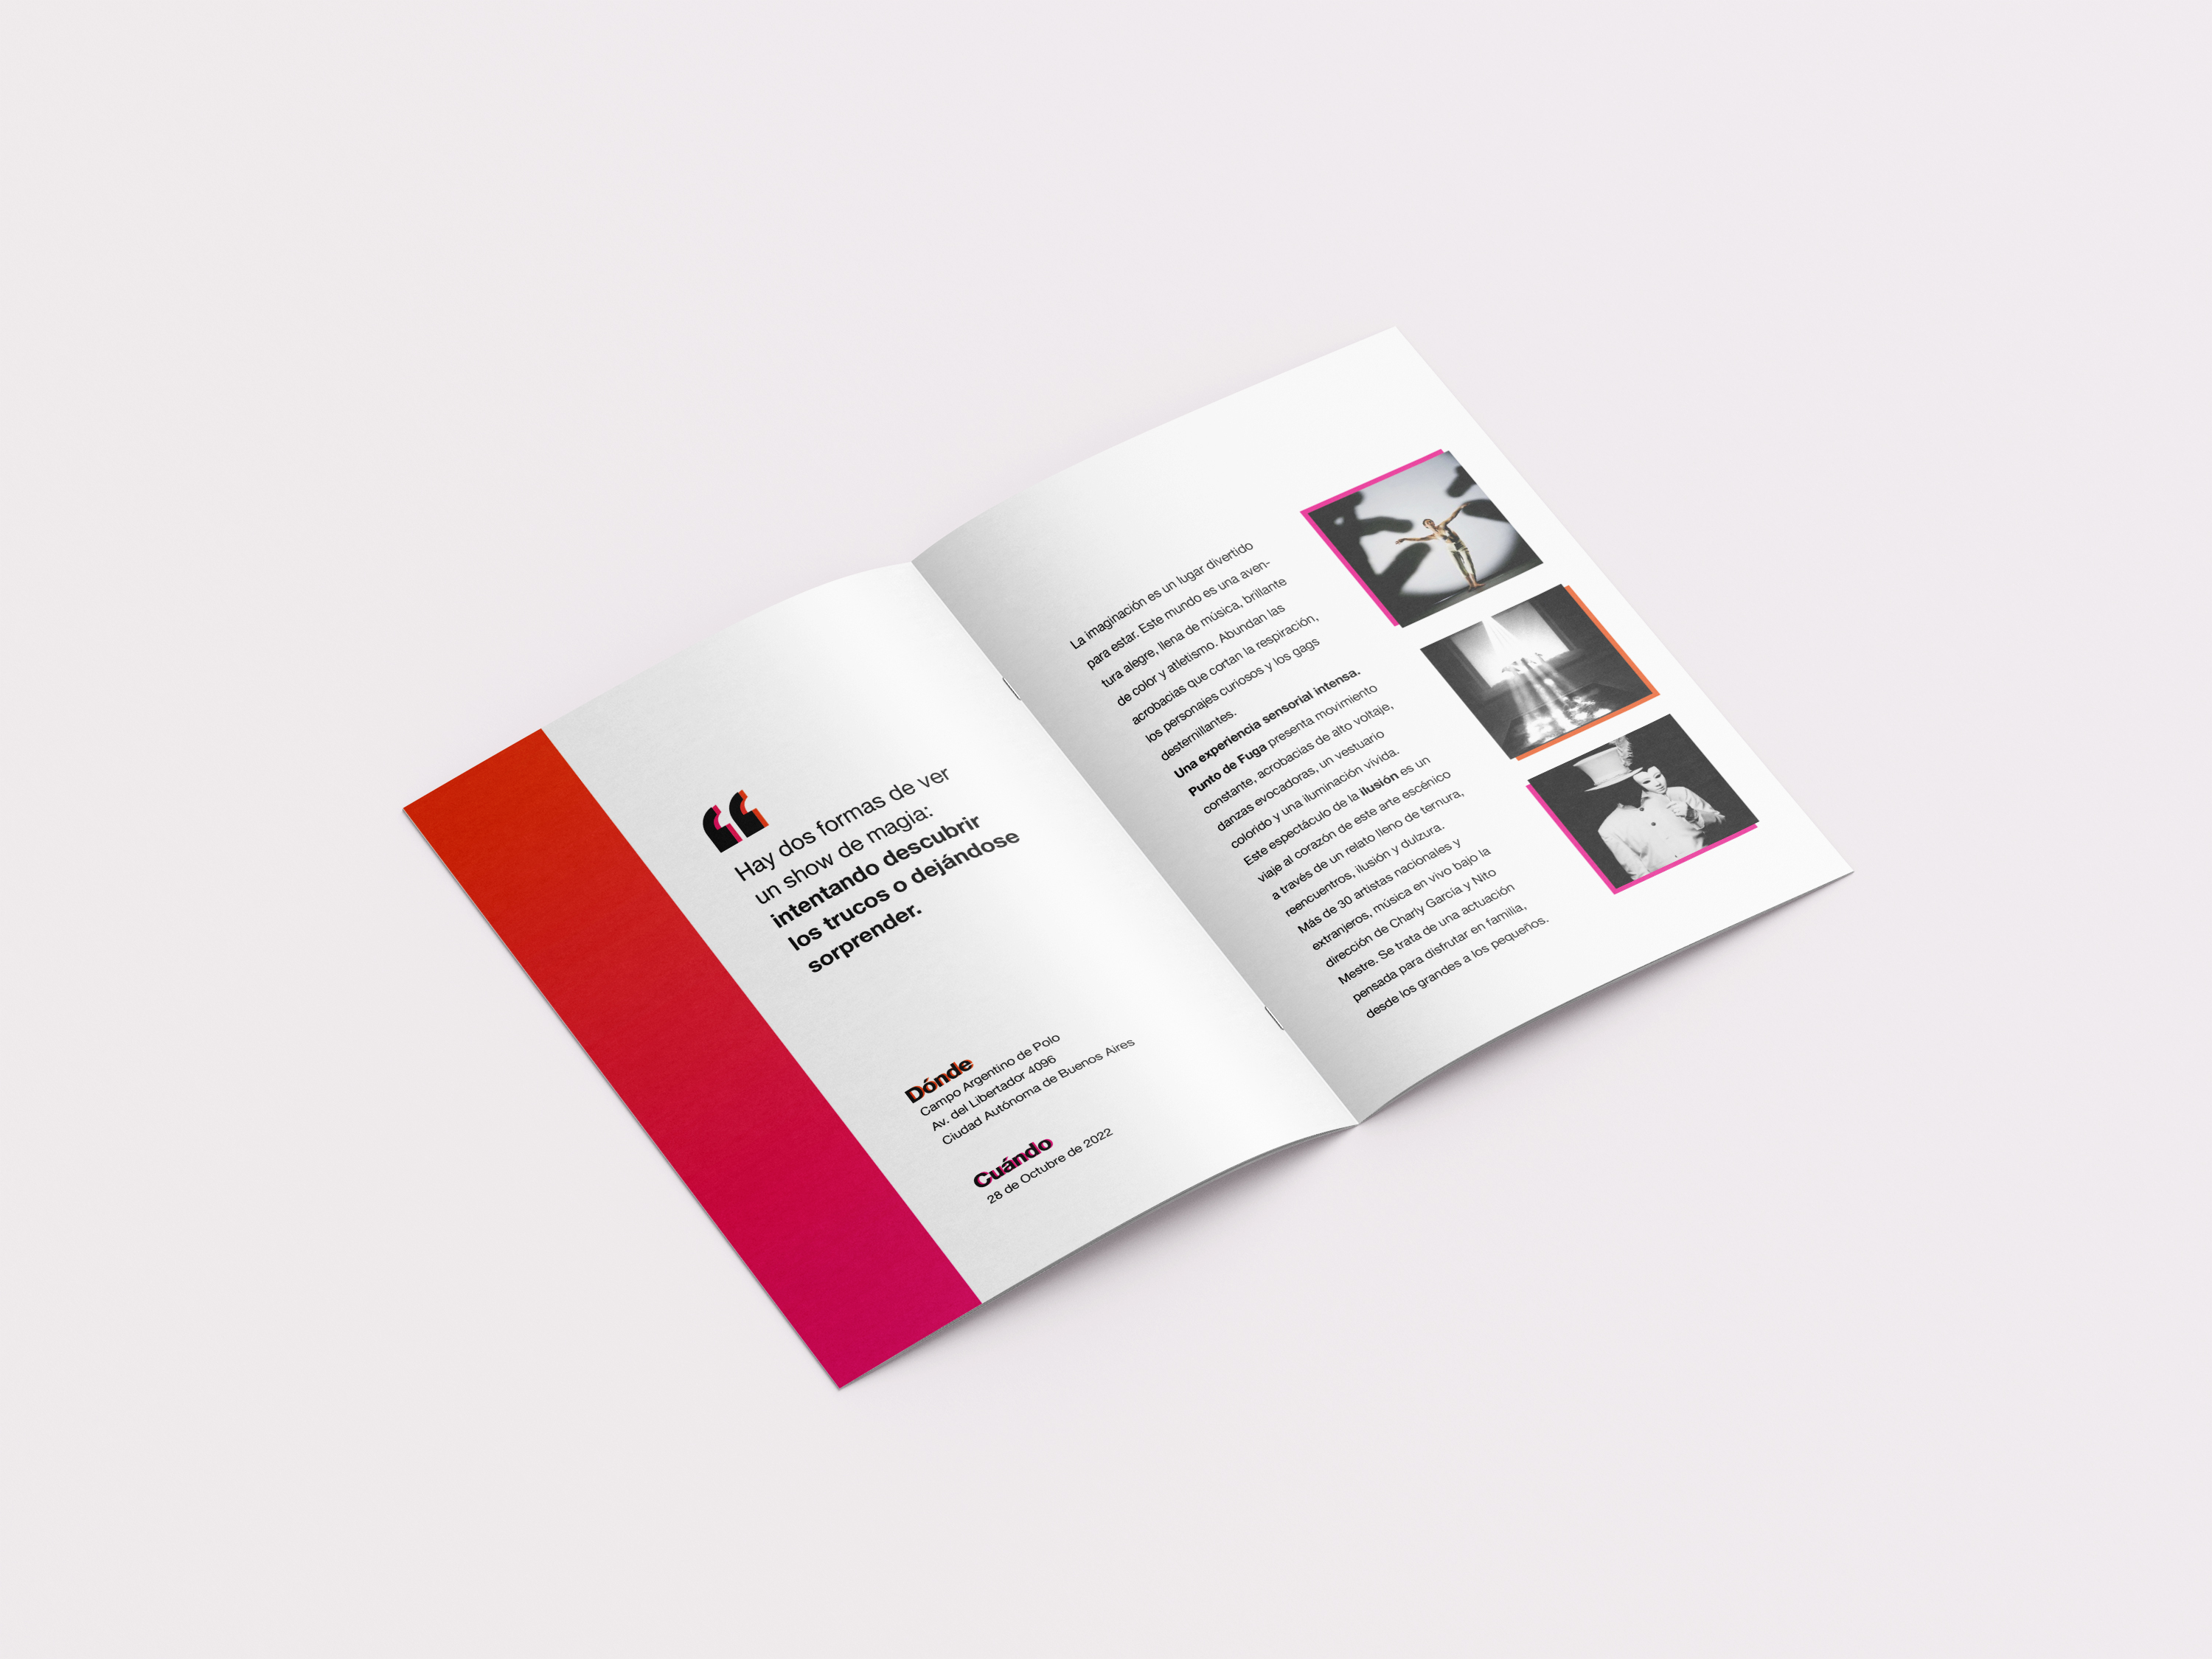 “
Hay dos formas de ver
un show de magia:
intentando descubrir
los trucos o dejándose
sorprender.
Dónde
Campo Argentino de Polo
Av. del Libertador 4096
Ciudad Autónoma de Buenos Aires
Cuándo
28 de Octubre de 2022
La imaginación es un lugar divertido
para estar. Este mundo es una aven-
tura alegre, llena de música, brillante
de color y atletismo. Abundan las
acrobacias que cortan la respiración,
los personajes curiosos y los gags
desternillantes.
Una experiencia sensorial intensa.
Punto de Fuga presenta movimiento
constante, acrobacias de alto voltaje,
danzas evocadoras, un vestuario
colorido y una iluminación vivida.
Este espectáculo de la ilusión es un
viaje al corazón de este arte escénico
a través de un relato lleno de ternura,
reencuentros, ilusión y dulzura.
Más de 30 artistas nacionales y
extranjeros, música en vivo bajo la
dirección de Charly García y Nito
Mestre. Se trata de una actuación
pensada para disfrutar en familia,
desde los grandes a los pequeños.